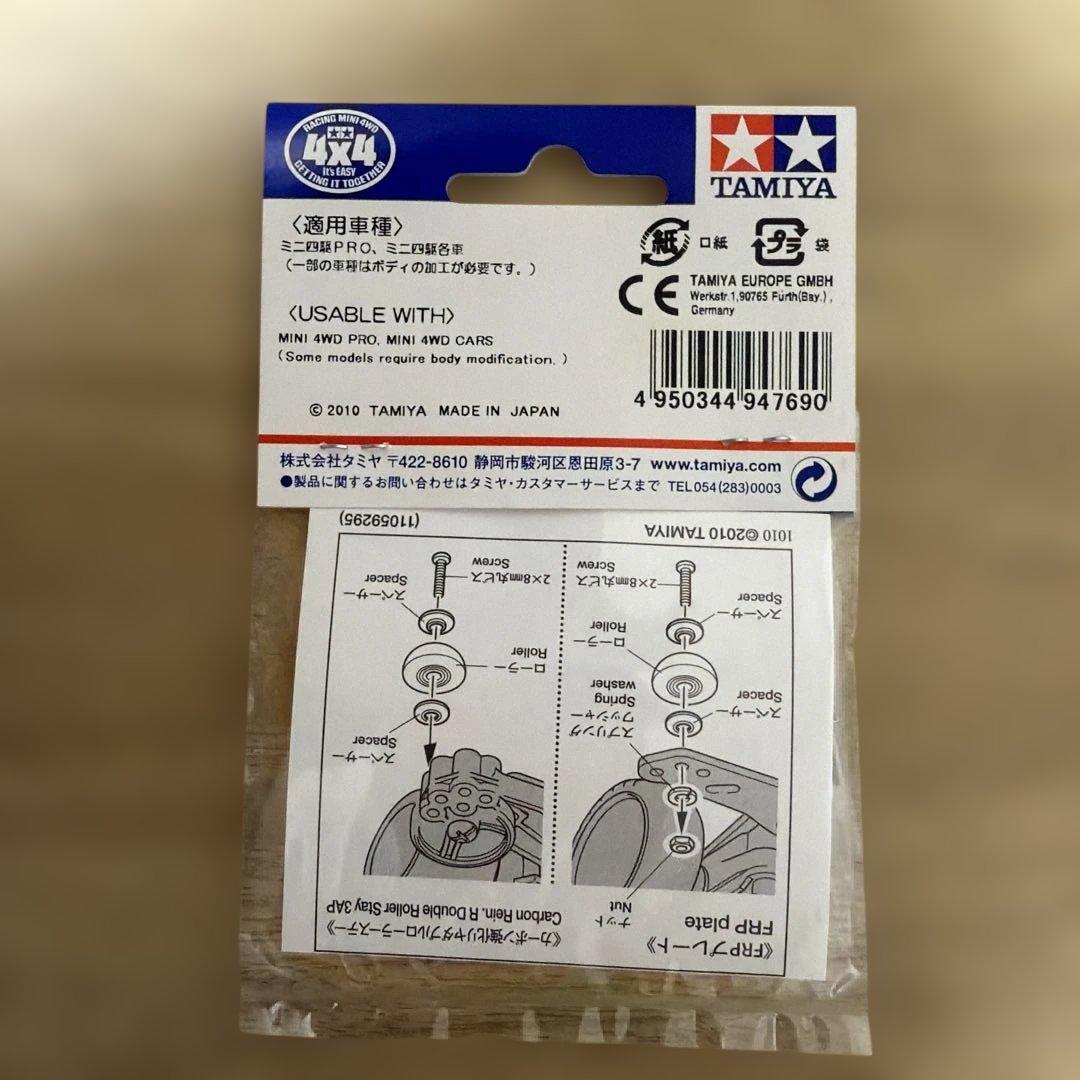 RACING MINI 4WD
4x4
It's EASY
GETTING IT TOGETHER
TAMIYA
〈適用車種〉
ミニ四駆PRO、ミニ四駆各車
(一部の車種はボディの加工が必要です。)
〈USABLE WITH〉
MINI 4WD PRO, MINI 4WD CARS
(Some models require body modification.)
© 2010 TAMIYA MADE IN JAPAN
紙 口紙
プラ 袋
CE
TAMIYA EUROPE GMBH
Werkstr.1,90765 Fürth(Bay.),
Germany
4 950344 947690
株式会社タミヤ 〒422-8610 静岡市駿河区恩田原3-7 www.tamiya.com
●製品に関するお問い合わせはタミヤ・カスタマーサービスまで TEL054(283)0003
《FRPプレート》
FRP plate
ナット
Nut
スプリング
ワッシャー
Spring
washer
スペーサー
Spacer
ローラー
Roller
スペーサー
Spacer
2×8mm丸ビス
Screw
《カーボン強化リヤダブルローラーステー》
Carbon Rein. R Double Roller Stay 3AP
スペーサー
Spacer
ローラー
Roller
スペーサー
Spacer
2×8mm丸ビス
Screw
1010 ©2010 TAMIYA
(11059295)